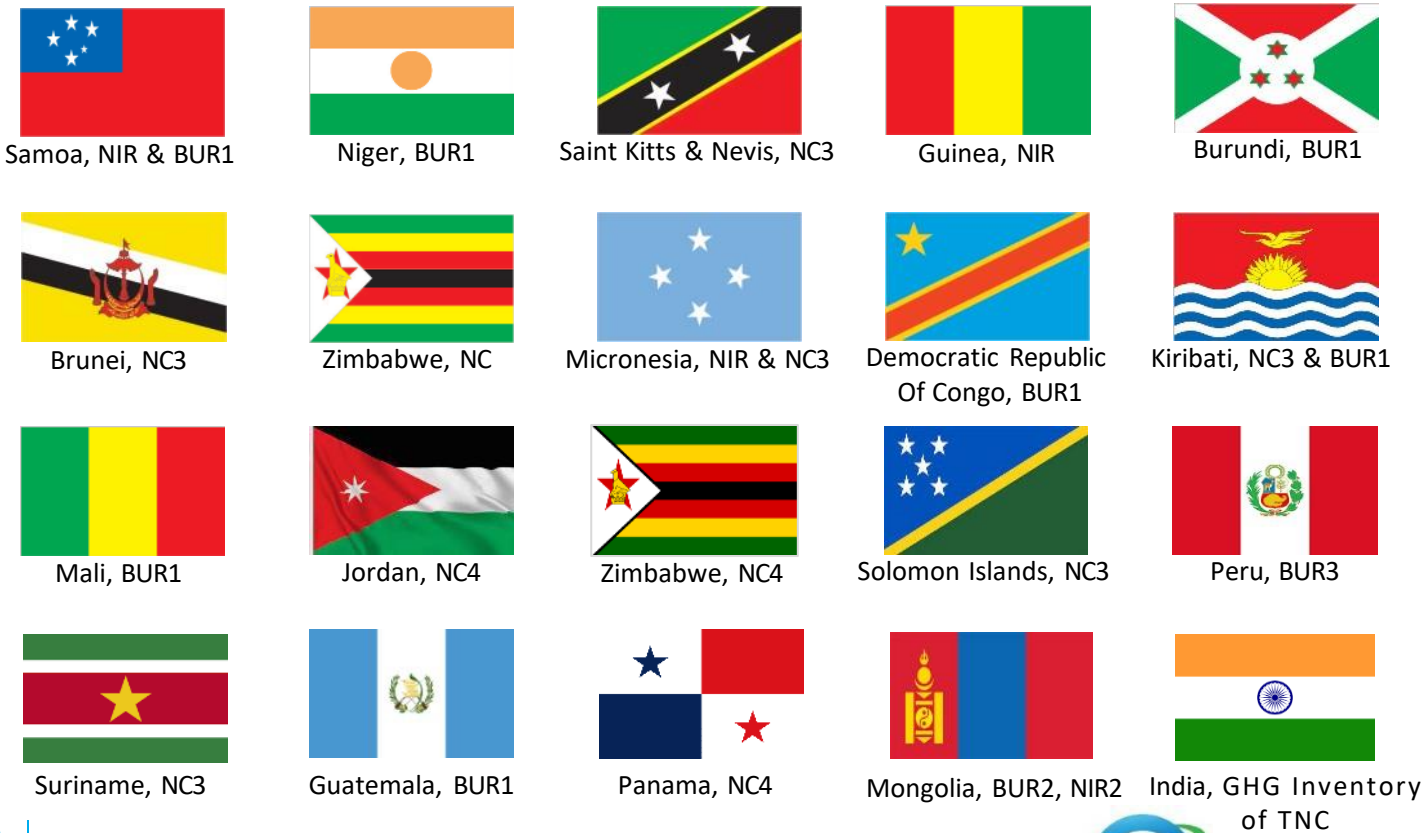 Samoa, NIR & BUR1
Niger, BUR1
Saint Kitts & Nevis, NC3
Guinea, NIR
Burundi, BUR1
Brunei, NC3
Zimbabwe, NC
Micronesia, NIR & NC3
Democratic Republic
Of Congo, BUR1
Kiribati, NC3 & BUR1
Mali, BUR1
Jordan, NC4
Zimbabwe, NC4
Solomon Islands, NC3
Peru, BUR3
Suriname, NC3
Guatemala, BUR1
Panama, NC4
Mongolia, BUR2, NIR2
India, GHG Inventory
of TNC